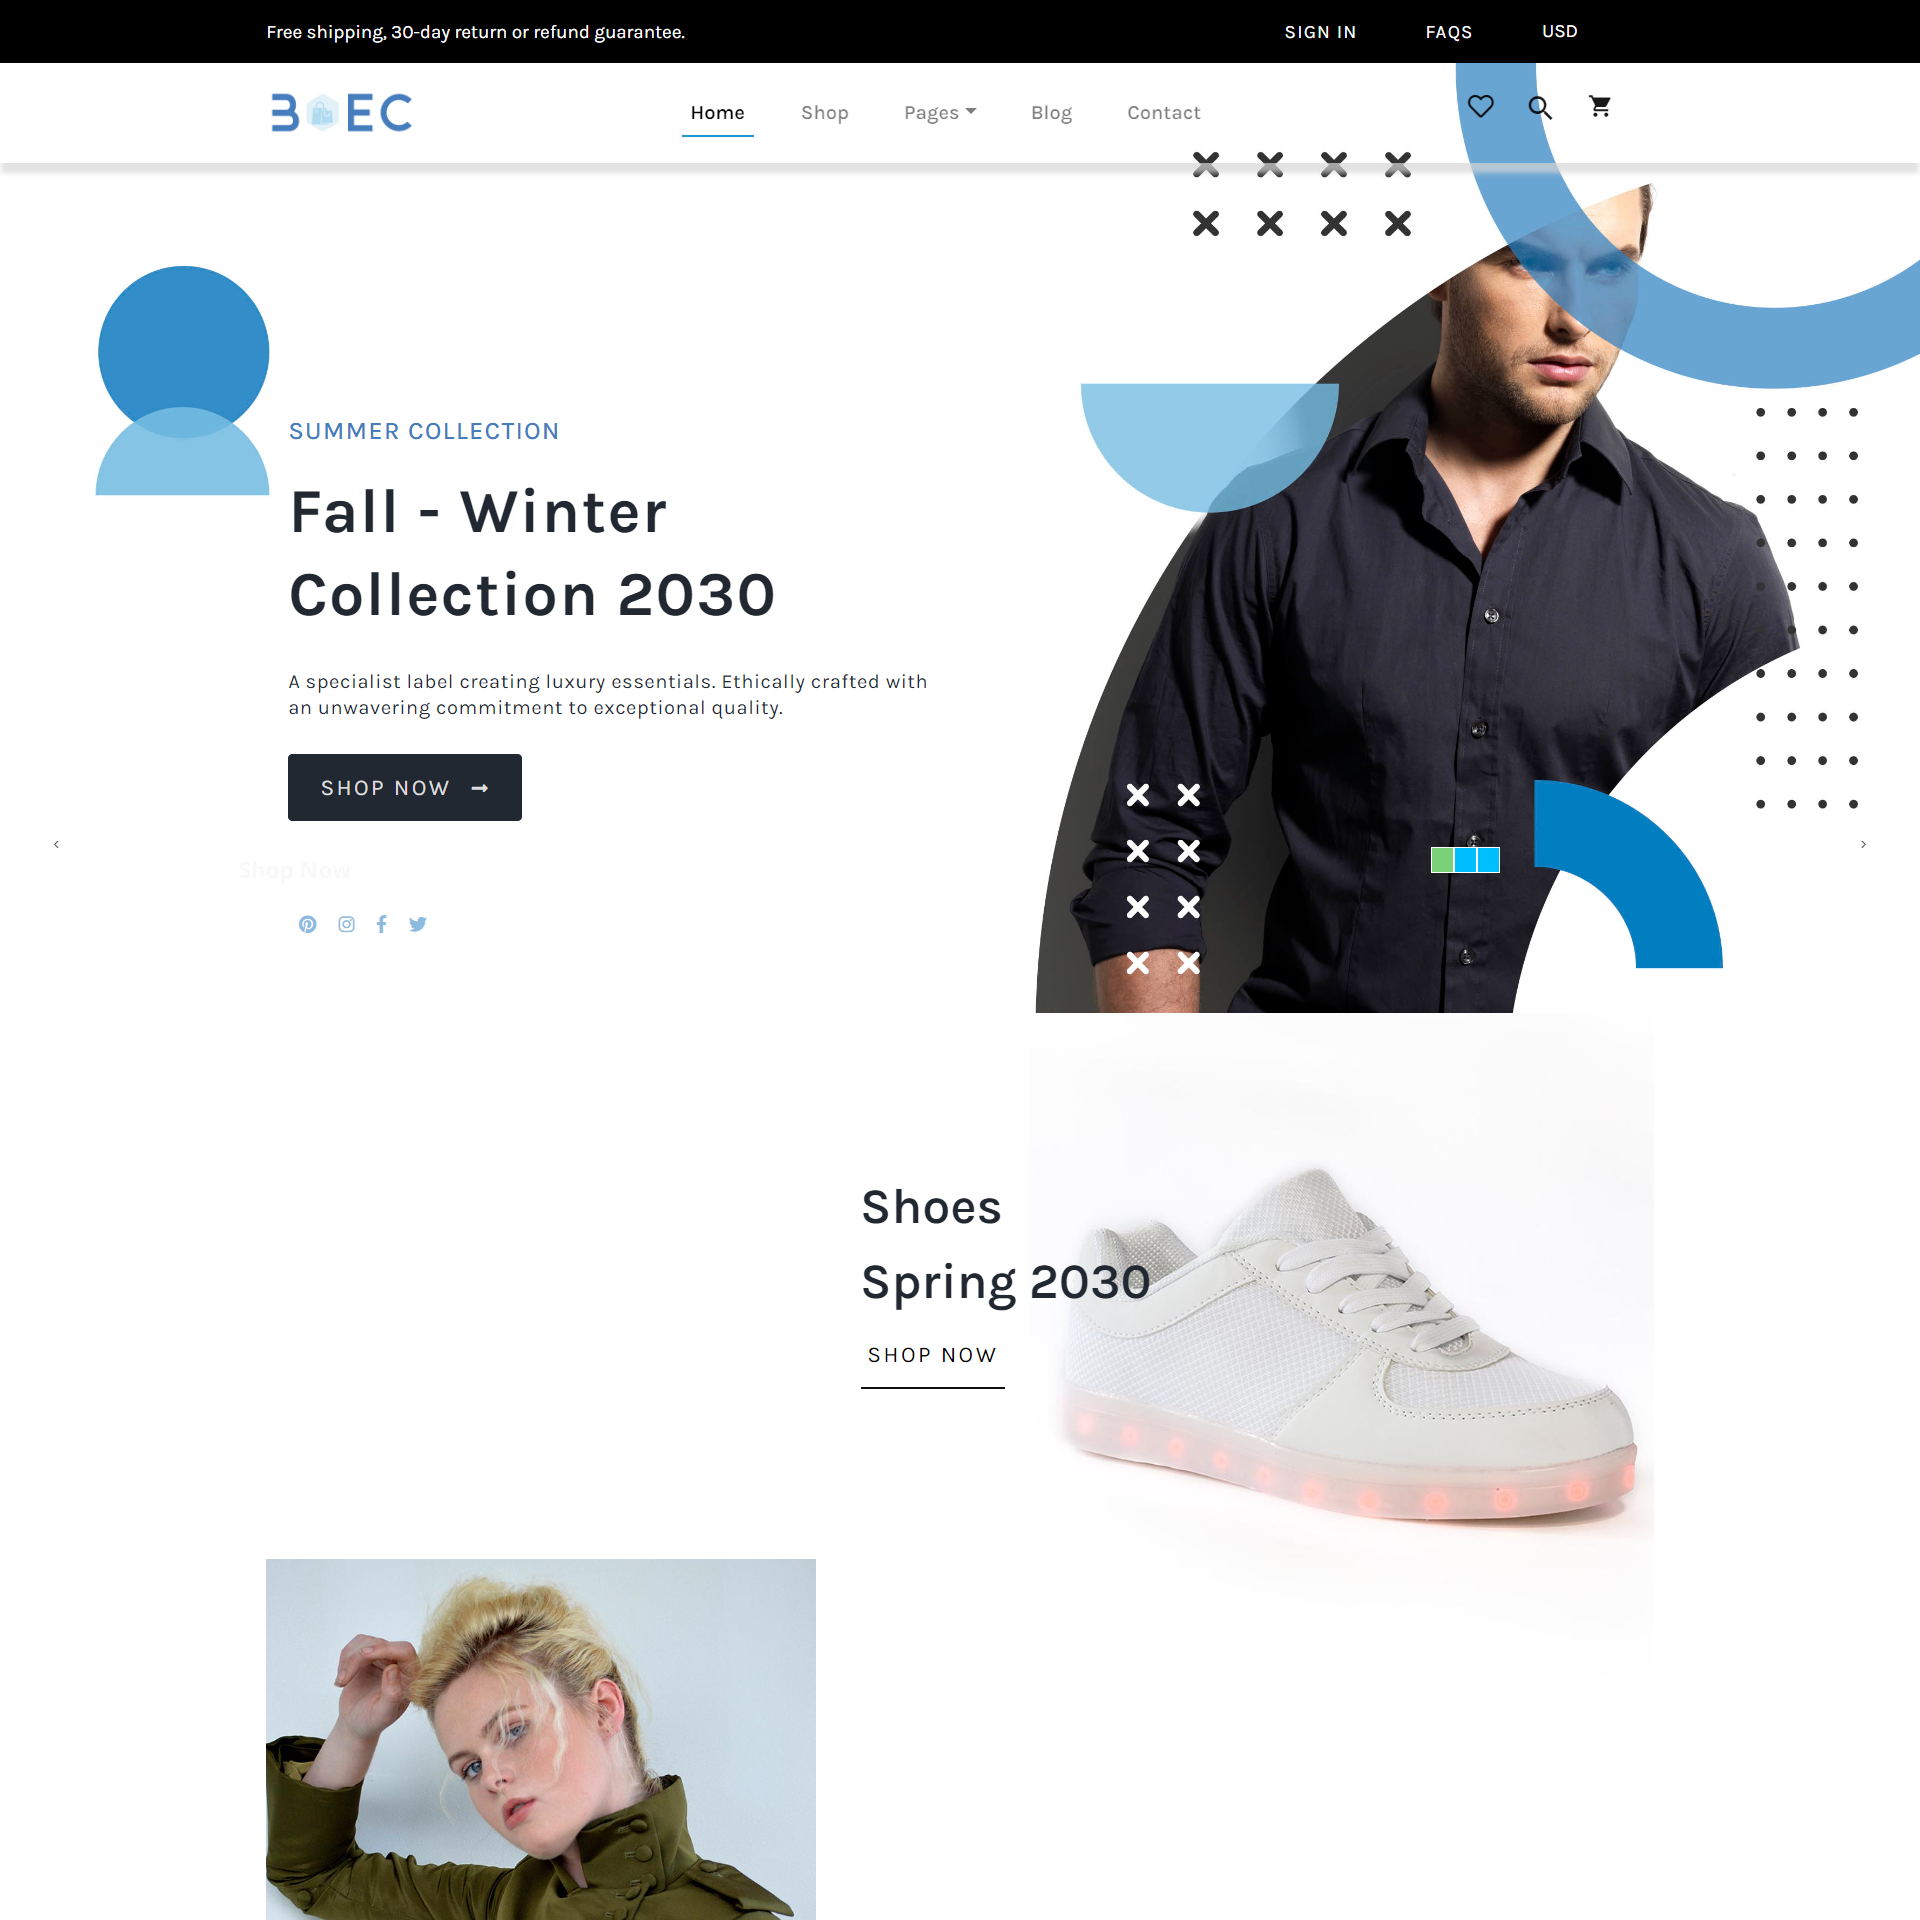 Free shipping, 30-day return or refund guarantee.
SIGN IN
FAQS
USD
BOEC
Home
Shop
Pages
Blog
Contact
SUMMER COLLECTION
Fall - Winter
Collection 2030
A specialist label creating luxury essentials. Ethically crafted with
an unwavering commitment to exceptional quality.
SHOP NOW
Shop Now
Shoes
Spring 2030
SHOP NOW